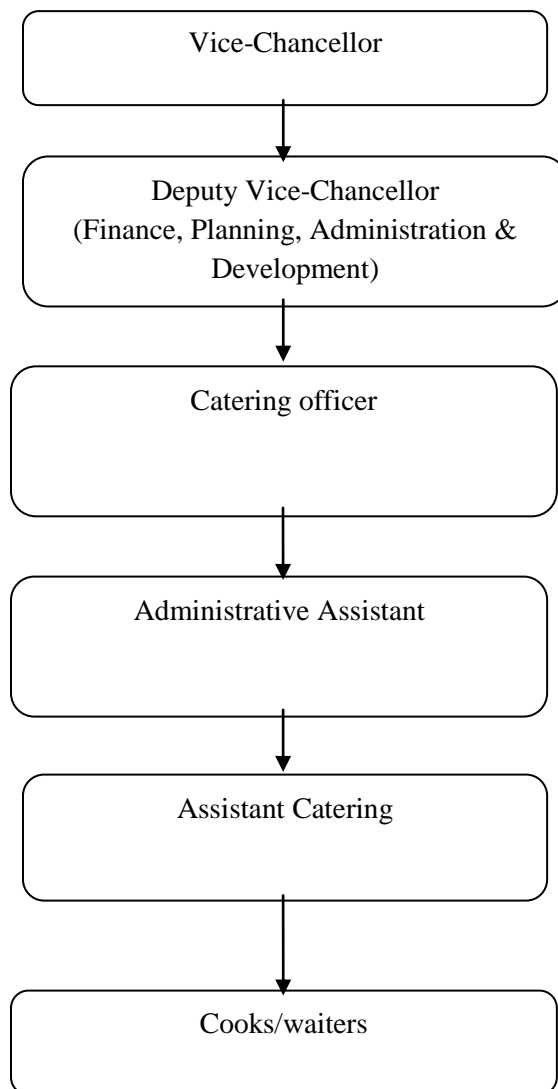 Vice-Chancellor
Deputy Vice-Chancellor
(Finance, Planning, Administration &
Development)
Catering officer
Administrative Assistant
Assistant Catering
Cooks/waiters